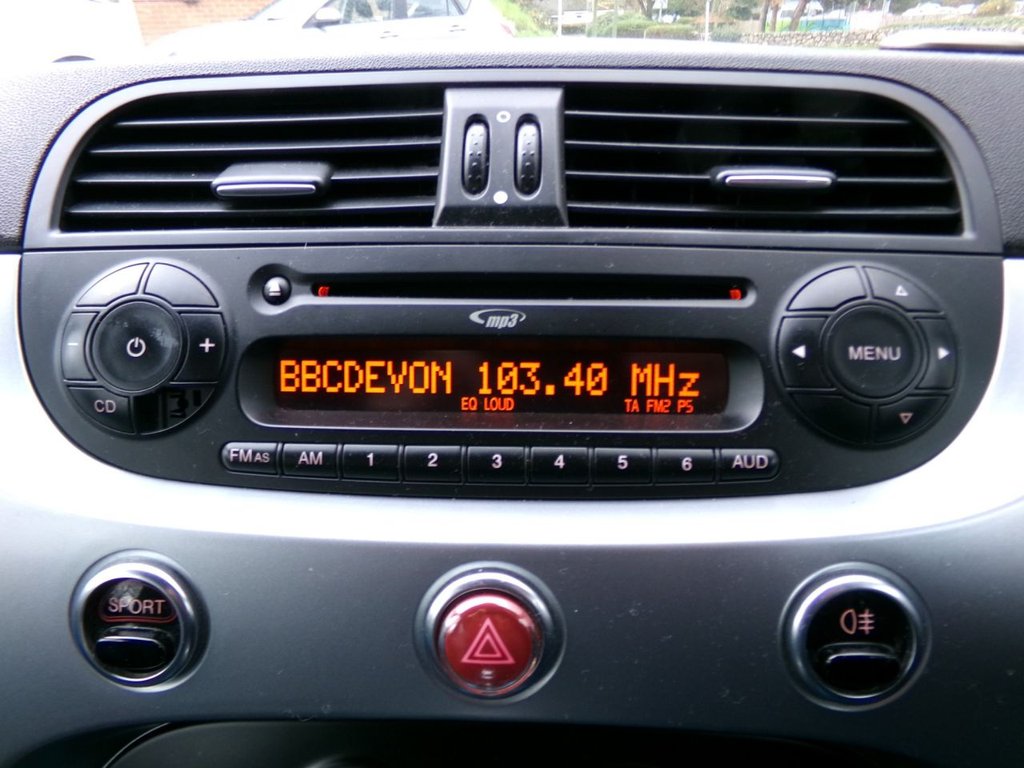 mp3
BBCDEVON 103.40 MHz
EQ LOUD TA FM2 P5
- +
CD
MENU
FM AS AM 1 2 3 4 5 6 AUD
SPORT